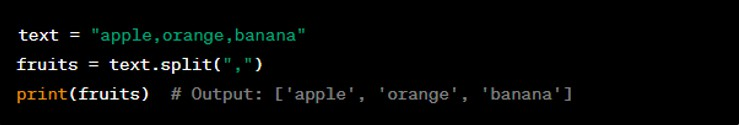 text = "apple,orange,banana"
fruits = text.split(",")
print(fruits)  # Output: ['apple', 'orange', 'banana']